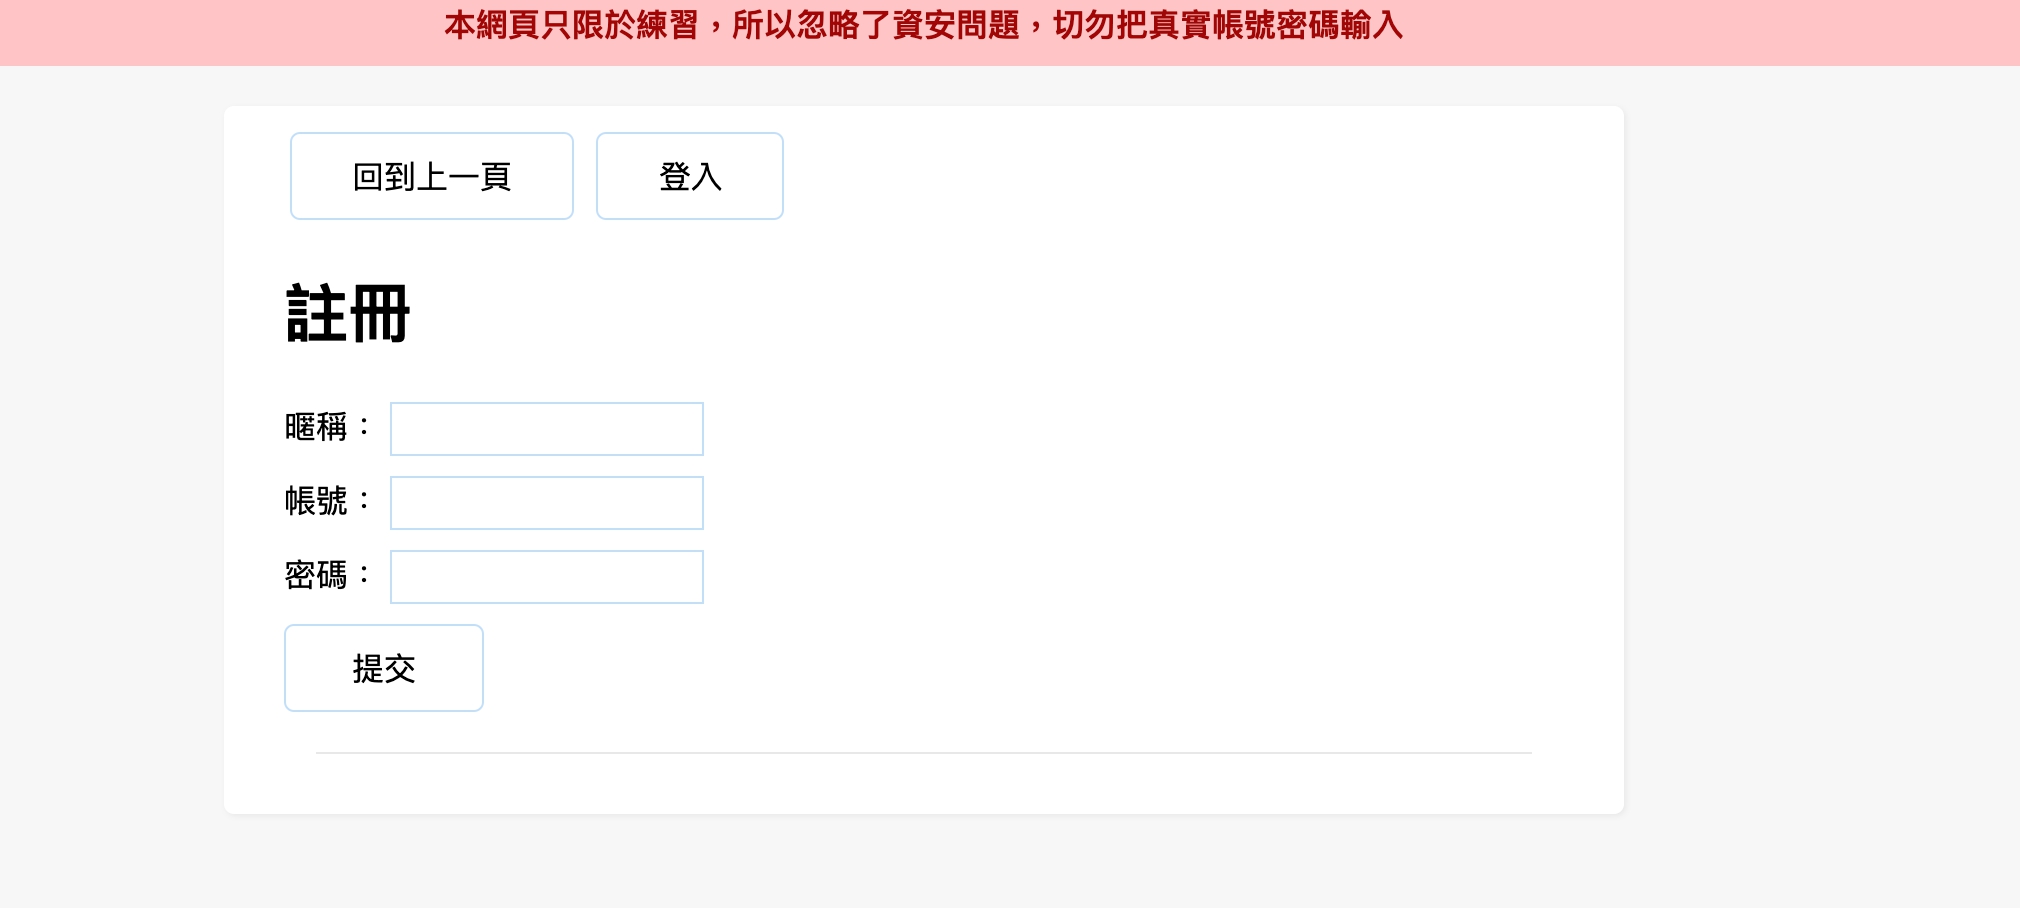 本網頁只限於練習，所以忽略了資安問題，切勿把真實帳號密碼輸入
回到上一頁 登入
註冊
暱稱：
帳號：
密碼：
提交